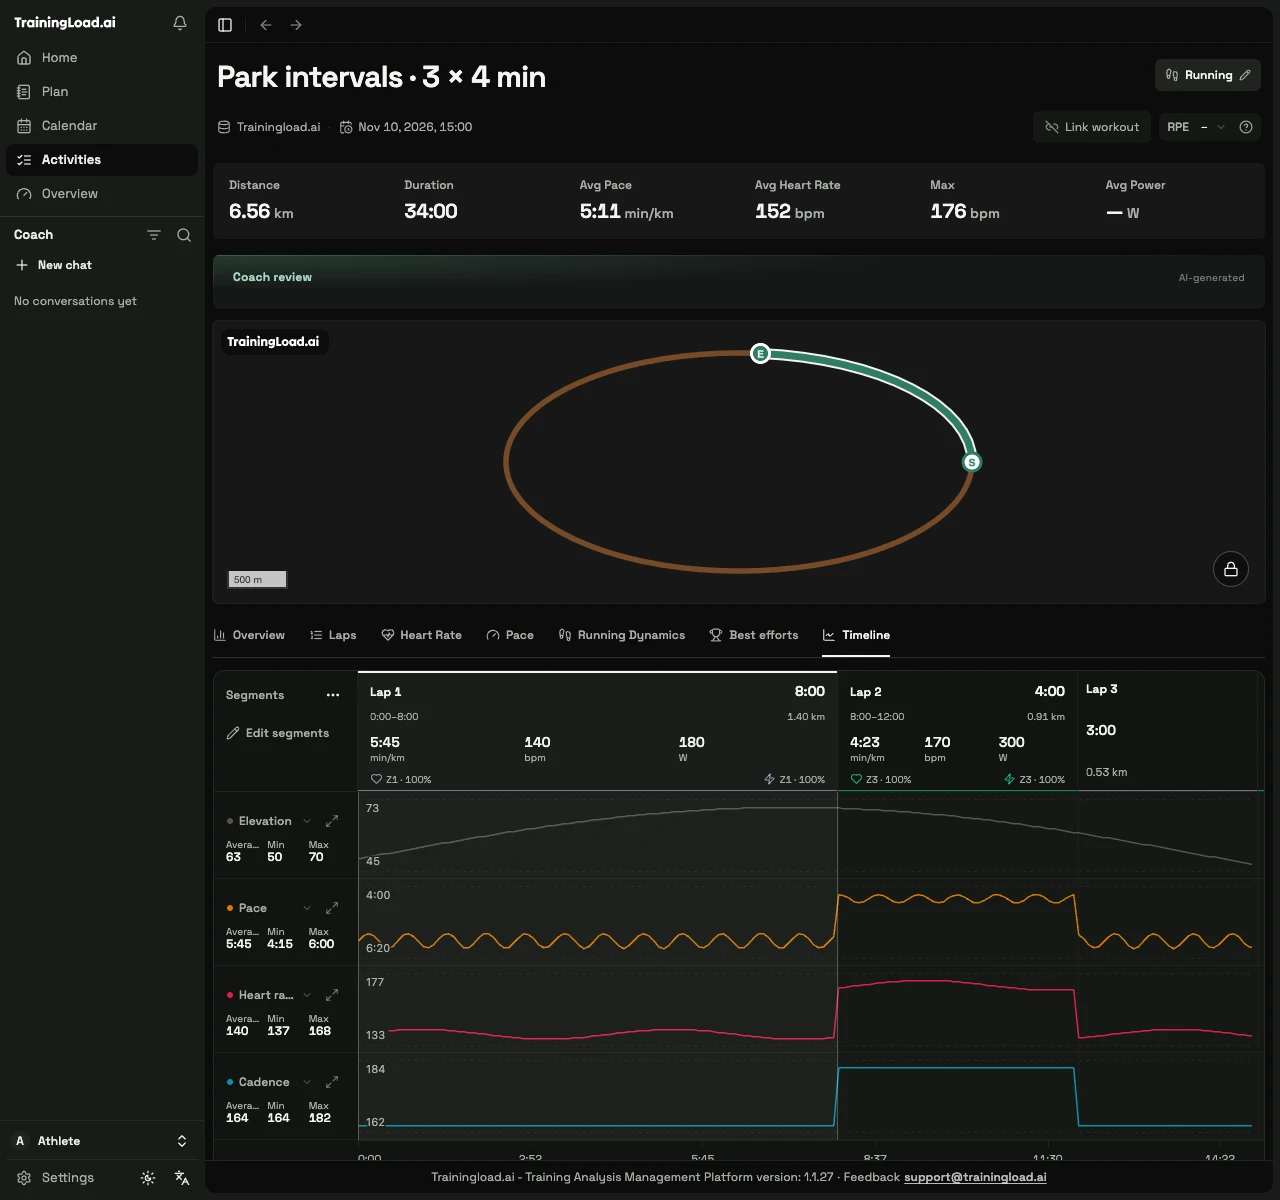 TrainingLoad.ai
Home
Plan
Calendar
Activities
Overview
Coach
New chat
No conversations yet
Athlete
A
Settings
Park intervals · 3 × 4 min
Running
Trainingload.ai · Nov 10, 2026, 15:00
Link workout
RPE –
Distance
6.56 km
Duration
34:00
Avg Pace
5:11 min/km
Avg Heart Rate
152 bpm
Max
176 bpm
Avg Power
— W
Coach review
AI-generated
TrainingLoad.ai
E
S
500 m
Overview
Laps
Heart Rate
Pace
Running Dynamics
Best efforts
Timeline
Segments
Edit segments
Lap 1 8:00
0:00–8:00 1.40 km
5:45 140 180
min/km bpm W
Z1 · 100% Z1 · 100%
Lap 2 4:00
8:00–12:00 0.91 km
4:23 170 300
min/km bpm W
Z3 · 100% Z3 · 100%
Lap 3
3:00
0.53 km
Elevation
Avera... Min Max
63 50 70
73
45
Pace
Avera... Min Max
5:45 4:15 6:00
4:00
6:20
Heart ra...
Avera... Min Max
140 137 168
177
133
Cadence
Avera... Min Max
164 164 182
184
162
0:00 2:52 5:45 8:37 11:30 14:22
Trainingload.ai - Training Analysis Management Platform version: 1.1.27 · Feedback support@trainingload.ai